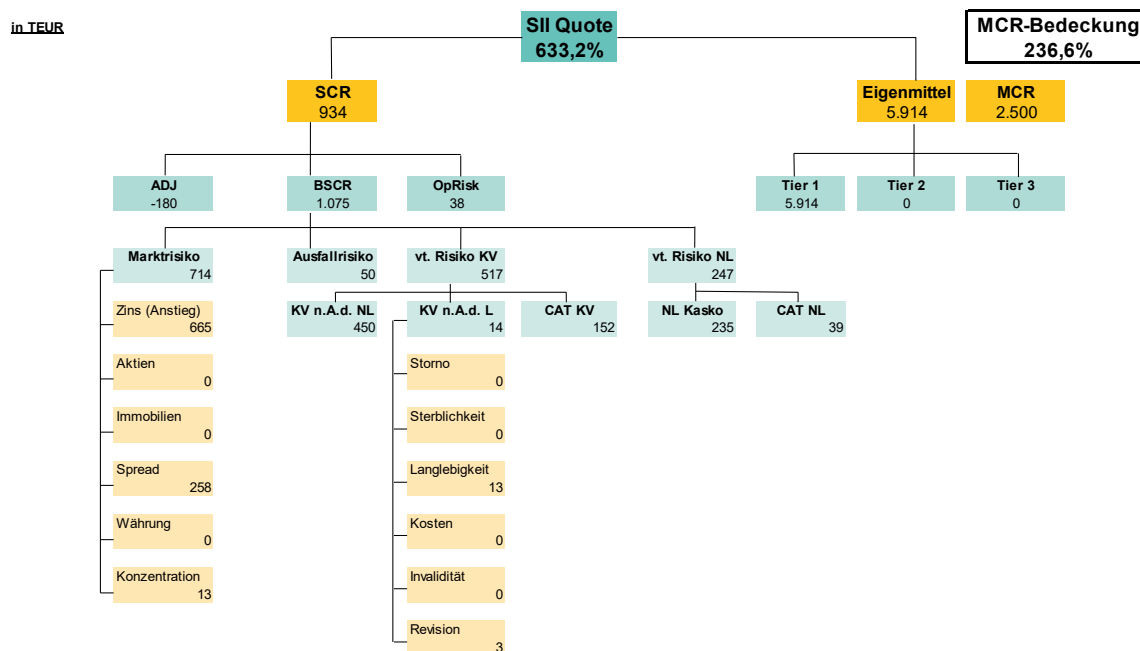 in TEUR
SII Quote
633,2%
MCR-Bedeckung
236,6%
SCR
934
Eigenmittel
5.914
MCR
2.500
ADJ
-180
BSCR
1.075
OpRisk
38
Tier 1
5.914
Tier 2
0
Tier 3
0
Marktrisiko
714
Ausfallrisiko
50
vt. Risiko KV
517
vt. Risiko NL
247
Zins (Anstieg)
665
KV n.A.d. NL
450
KV n.A.d. L
14
CAT KV
152
NL Kasko
235
CAT NL
39
Aktien
0
Storno
0
Immobilien
0
Sterblichkeit
0
Spread
258
Langlebigkeit
13
Währung
0
Kosten
0
Konzentration
13
Invalidität
0
Revision
3